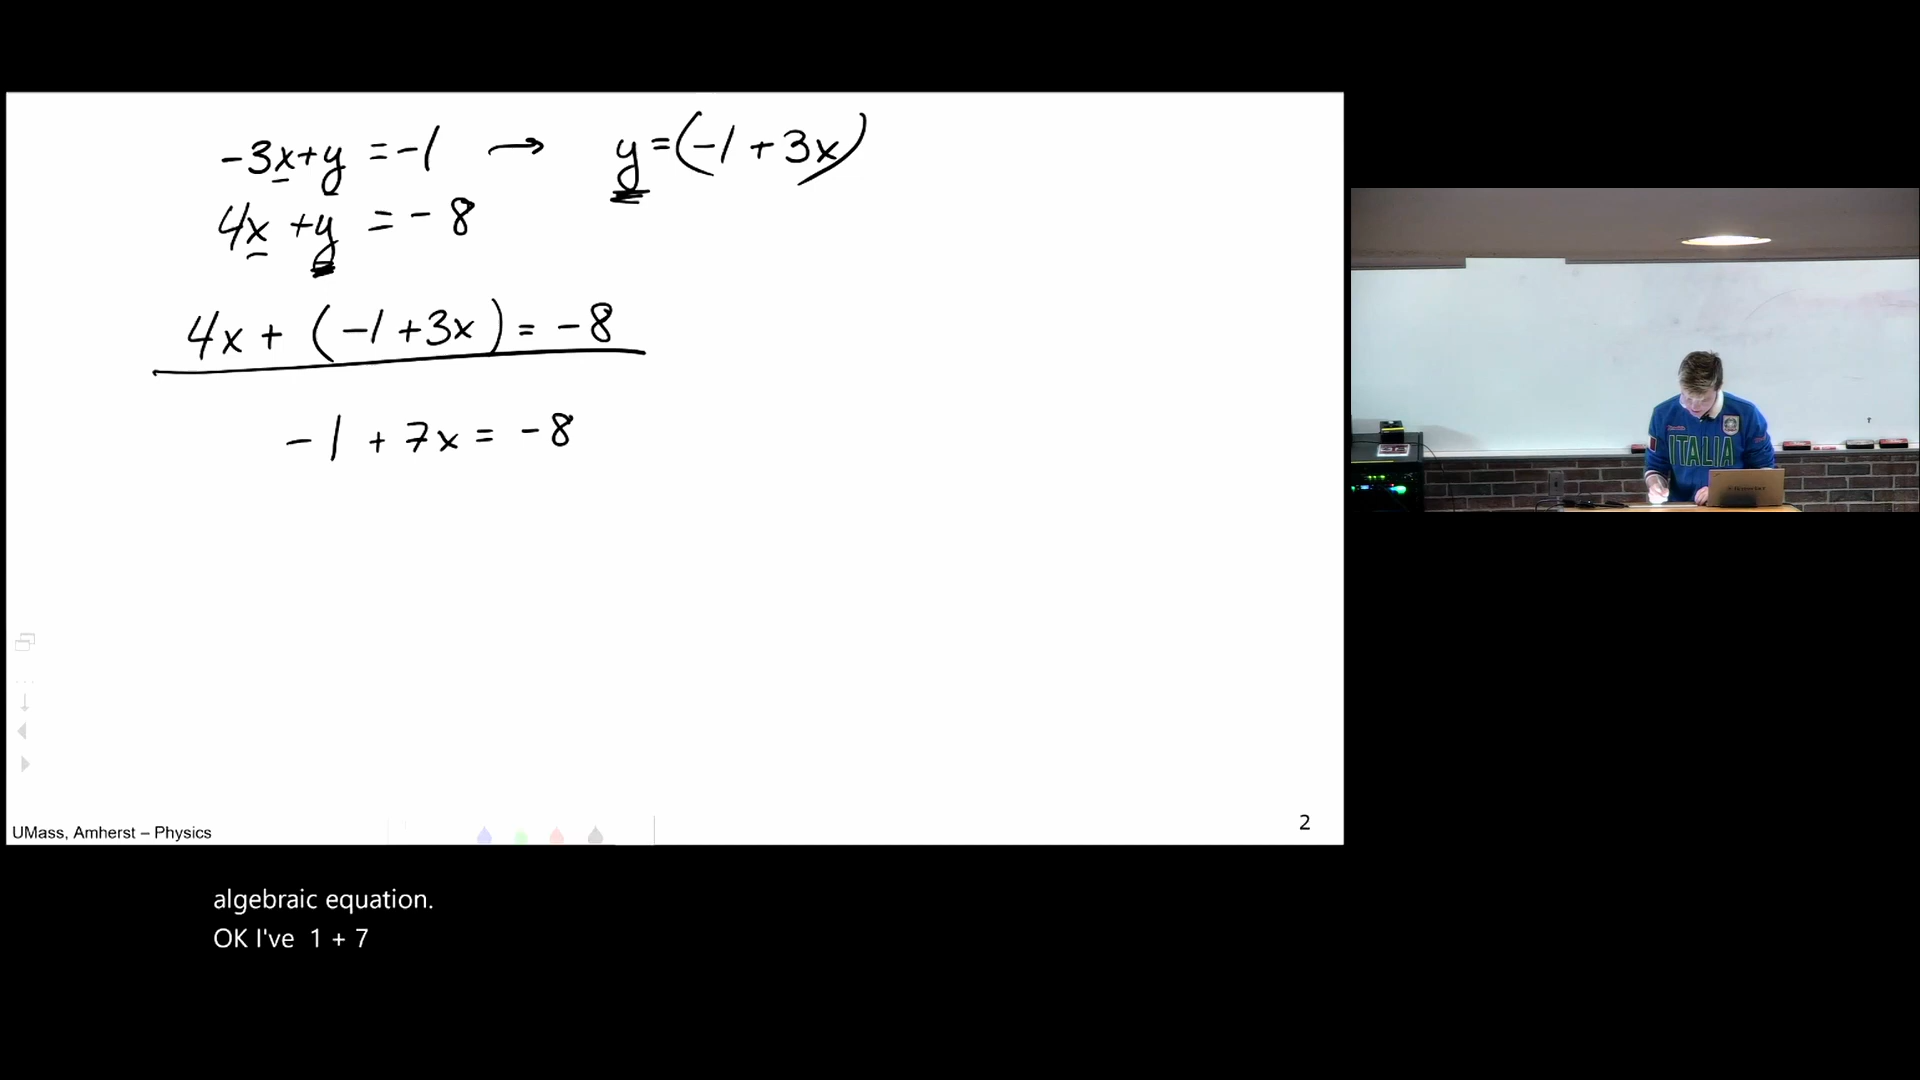 -3x+y = -1 → y = (-1 + 3x)
4x + y = -8
4x + (-1 + 3x) = -8
-1 + 7x = -8
UMass, Amherst – Physics
2
ITALIA
algebraic equation.
OK I've 1 + 7